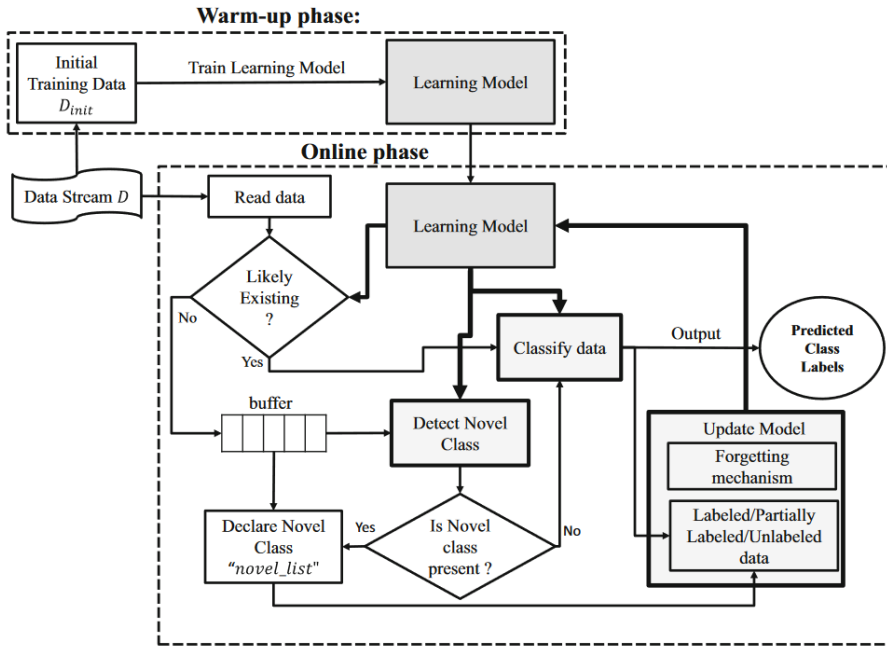 Warm-up phase:
Initial
Training Data
D_init
Train Learning Model
Learning Model
Online phase
Data Stream D
Read data
Learning Model
Likely
Existing
?
No
Yes
Classify data
Output
Predicted
Class
Labels
buffer
Detect Novel
Class
Update Model
Forgetting
mechanism
Labeled/Partially
Labeled/Unlabeled
data
Declare Novel
Class
“novel_list"
Yes
Is Novel
class
present ?
No